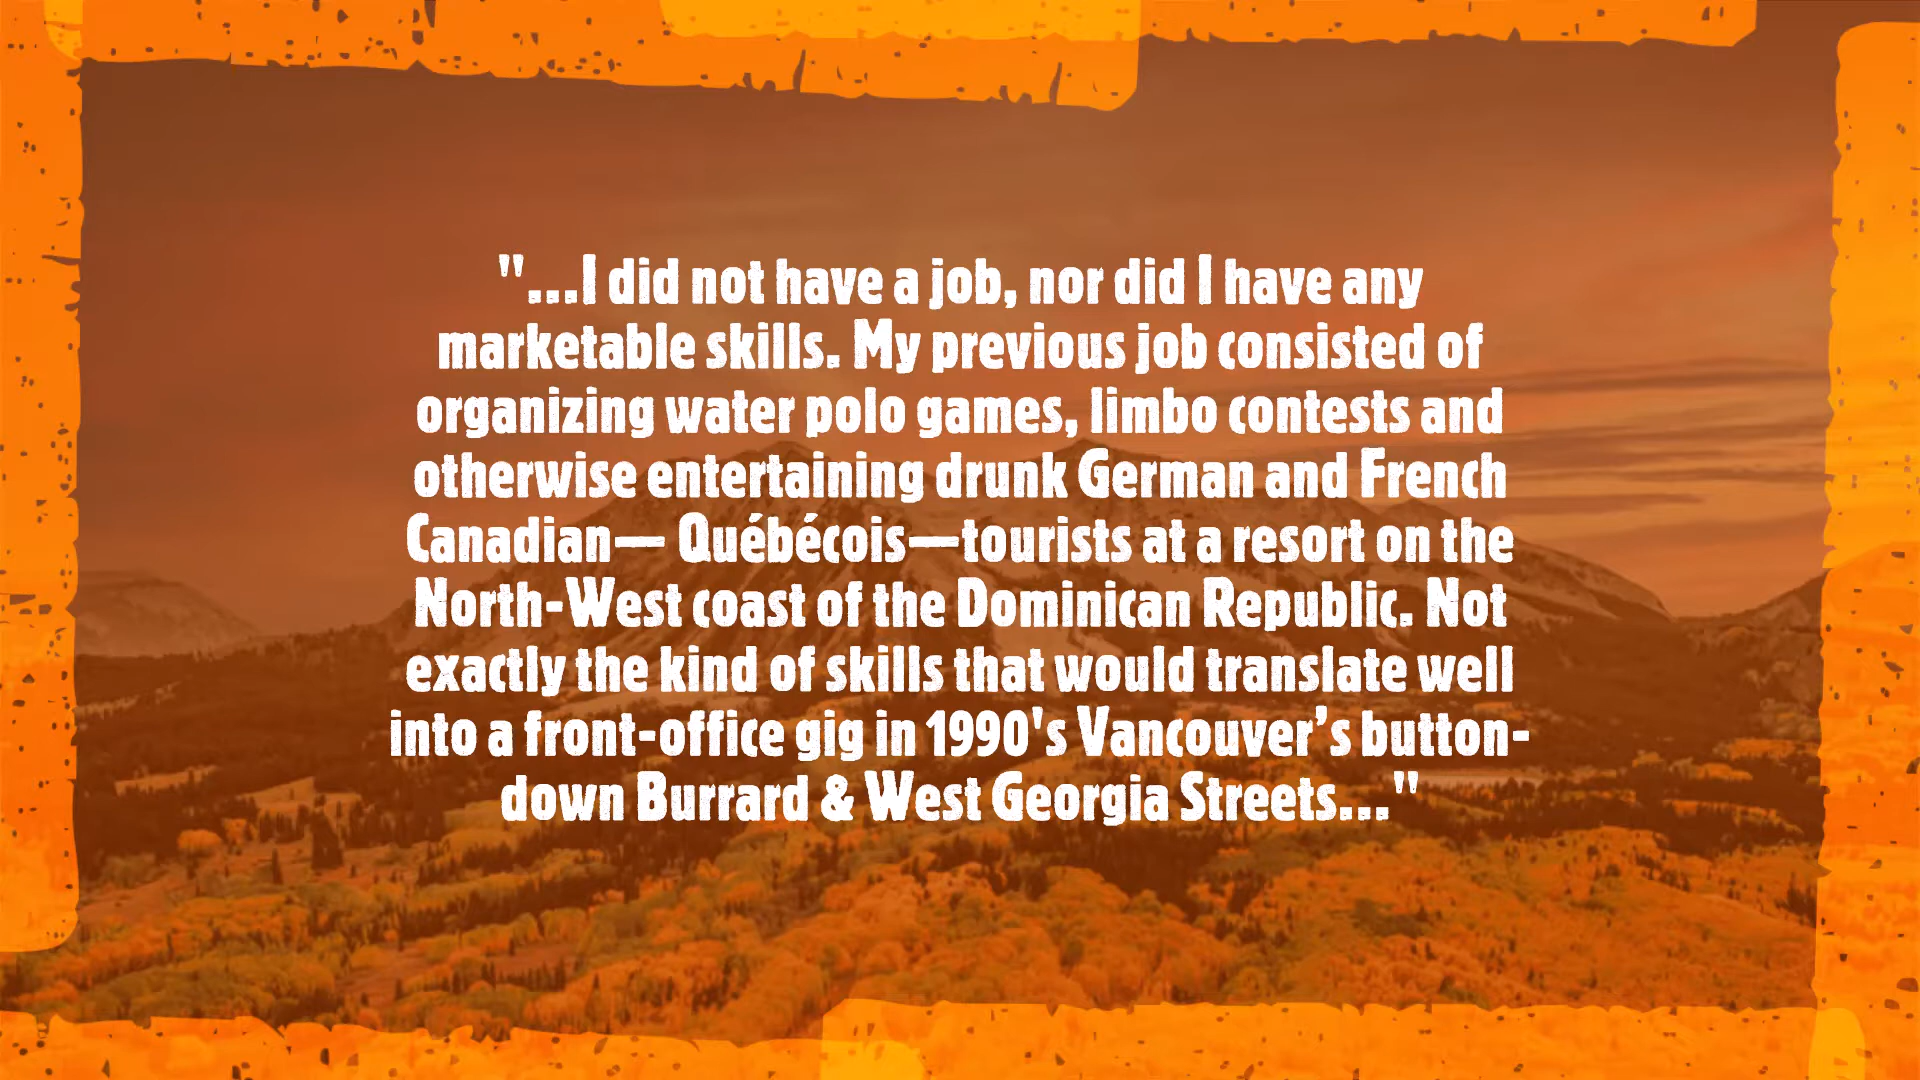 "...I did not have a job, nor did I have any
marketable skills. My previous job consisted of
organizing water polo games, limbo contests and
otherwise entertaining drunk German and French
Canadian— Québécois—tourists at a resort on the
North-West coast of the Dominican Republic. Not
exactly the kind of skills that would translate well
into a front-office gig in 1990's Vancouver’s button-
down Burrard & West Georgia Streets..."